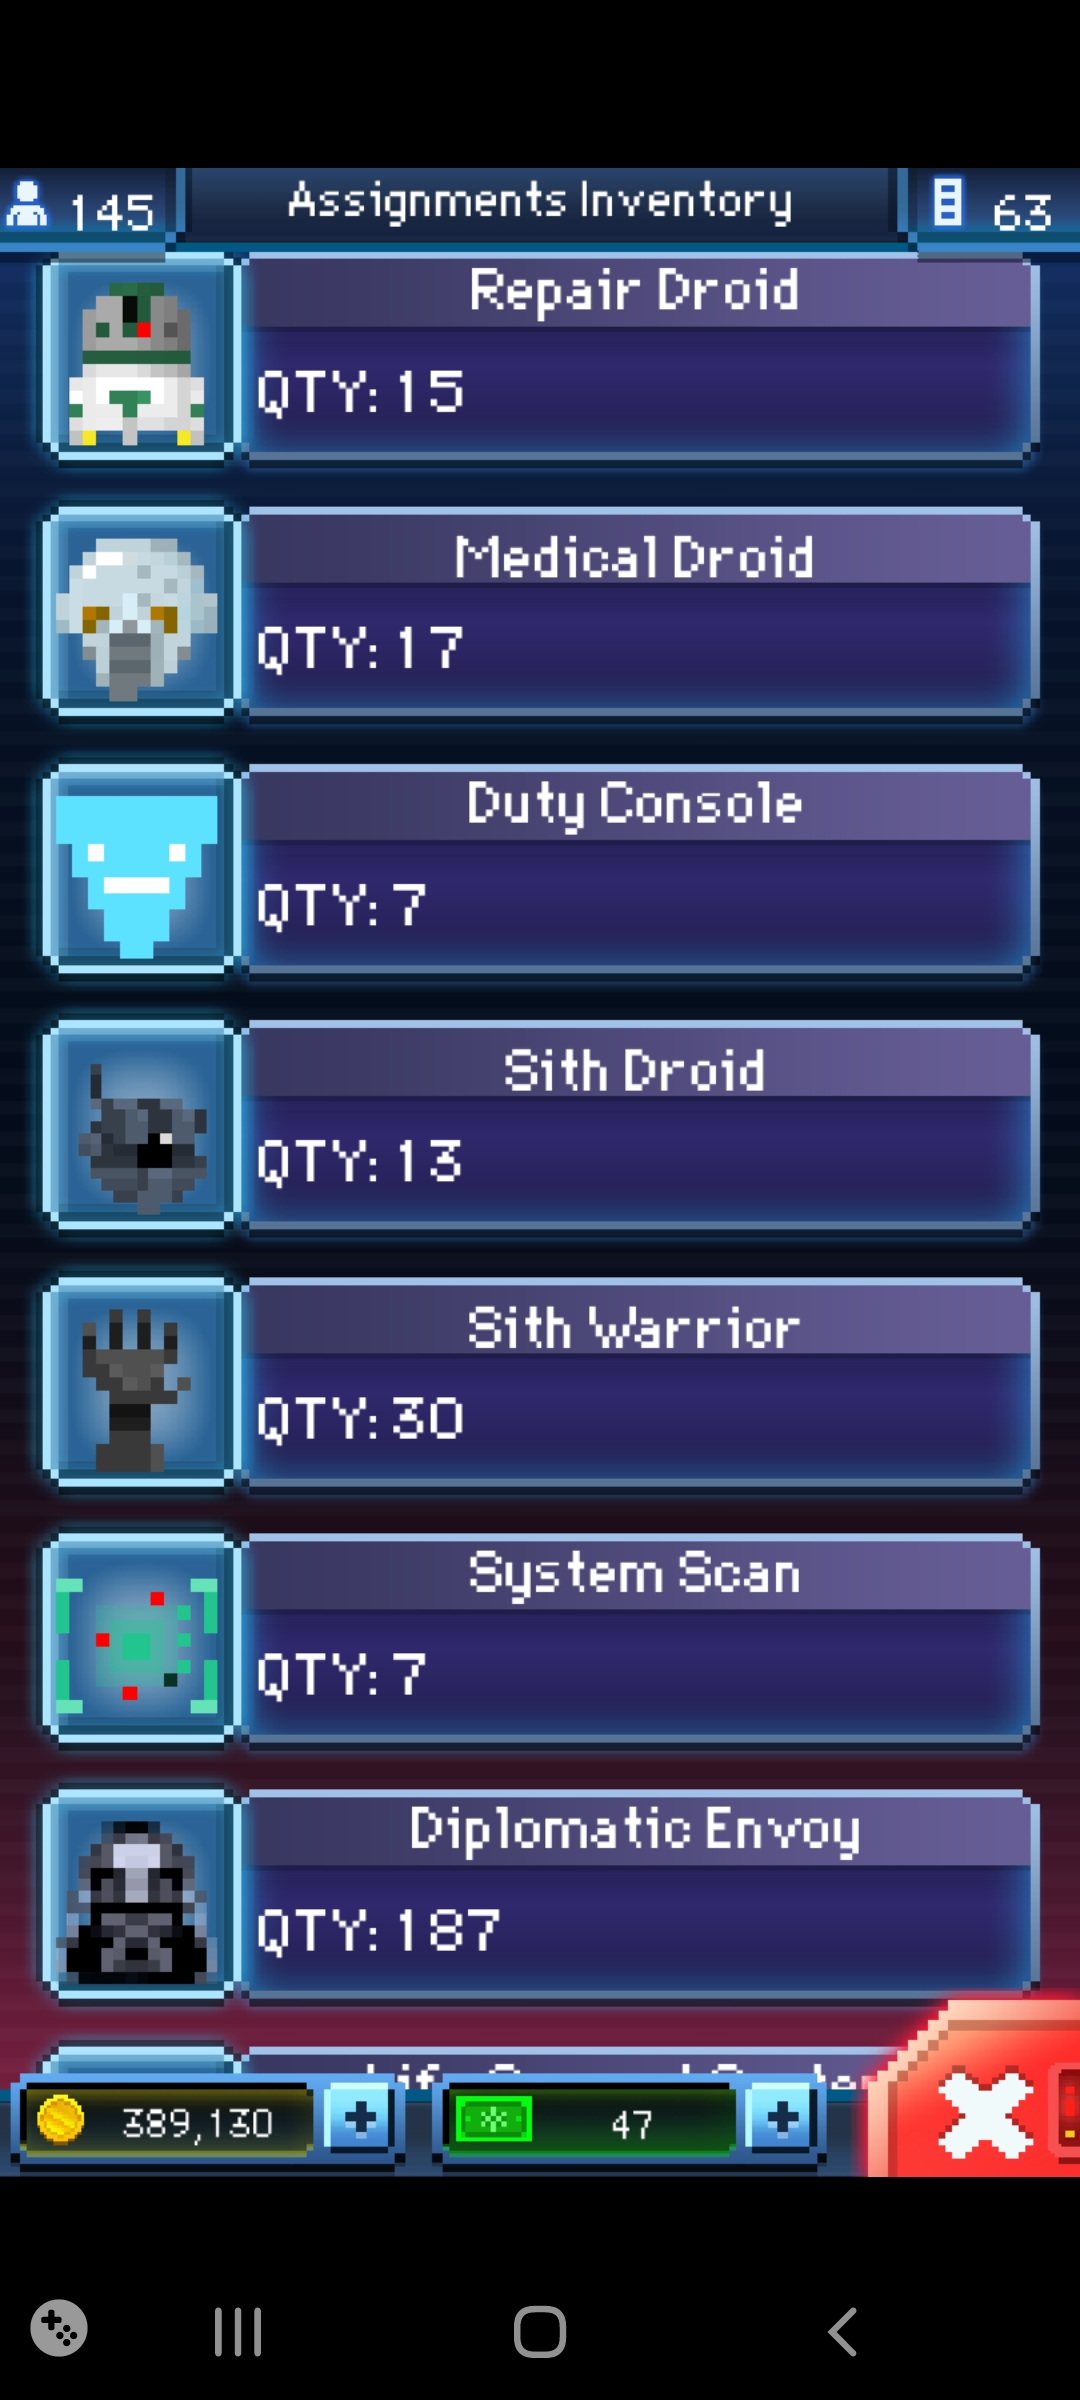 145
Assignments Inventory
63
Repair Droid
QTY: 15
Medical Droid
QTY: 17
Duty Console
QTY: 7
Sith Droid
QTY: 13
Sith Warrior
QTY: 30
System Scan
QTY: 7
Diplomatic Envoy
QTY: 187
389,130
47